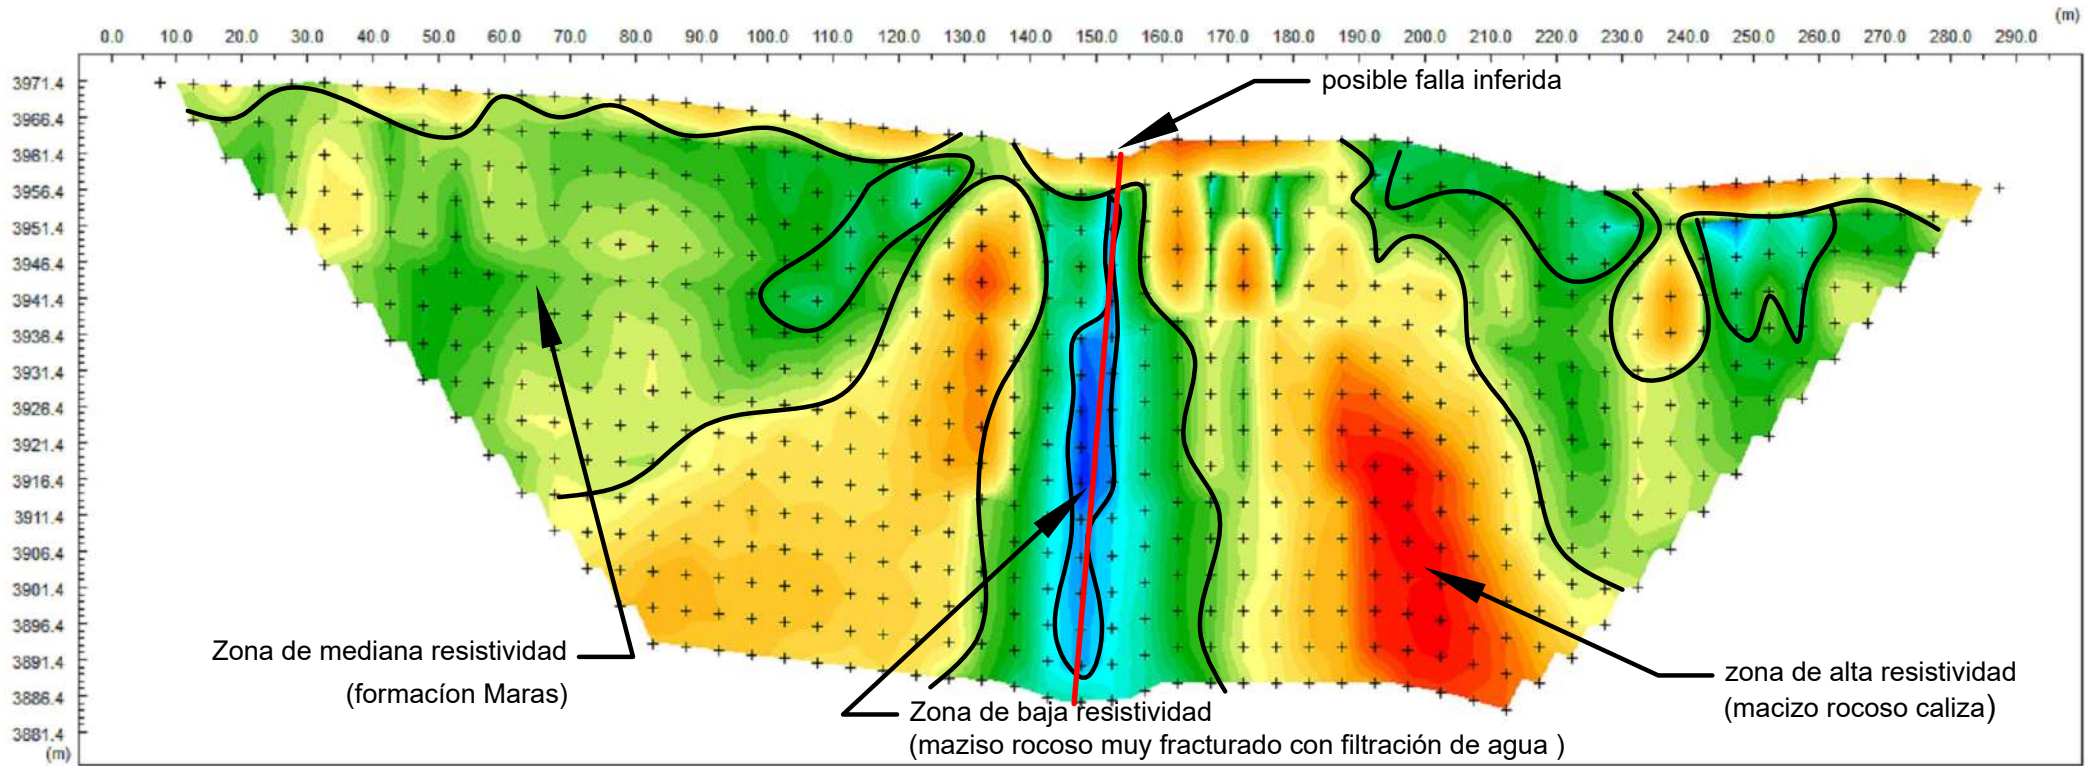 (m)
0.0 10.0 20.0 30.0 40.0 50.0 60.0 70.0 80.0 90.0 100.0 110.0 120.0 130.0 140.0 150.0 160.0 170.0 180.0 190.0 200.0 210.0 220.0 230.0 240.0 250.0 260.0 270.0 280.0 290.0
3971.4
3966.4
3961.4
3956.4
3951.4
3946.4
3941.4
3936.4
3931.4
3926.4
3921.4
3916.4
3911.4
3906.4
3901.4
3896.4
3891.4
3886.4
3881.4
(m)
posible falla inferida
Zona de mediana resistividad
(formacíon Maras)
Zona de baja resistividad
(maziso rocoso muy fracturado con filtración de agua )
zona de alta resistividad
(macizo rocoso caliza)